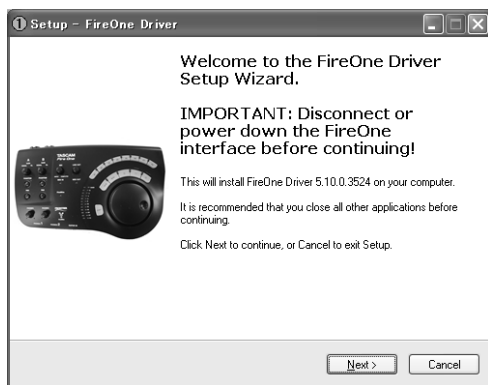 Setup - FireOne Driver
Welcome to the FireOne Driver
Setup Wizard.
IMPORTANT: Disconnect or
power down the FireOne
interface before continuing!
This will install FireOne Driver 5.10.0.3524 on your computer.
It is recommended that you close all other applications before
continuing.
Click Next to continue, or Cancel to exit Setup.
TASCAM
Next >
Cancel